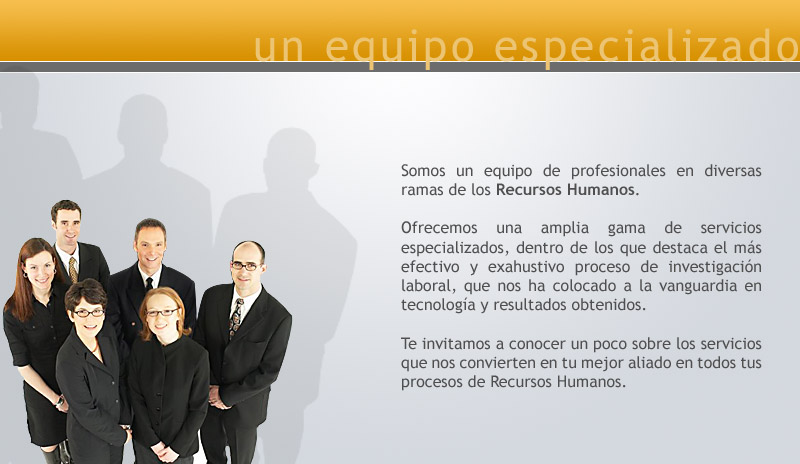 un equipo especializado
Somos un equipo de profesionales en diversas
ramas de los Recursos Humanos.
Ofrecemos una amplia gama de servicios
especializados, dentro de los que destaca el más
efectivo y exahustivo proceso de investigación
laboral, que nos ha colocado a la vanguardia en
tecnología y resultados obtenidos.
Te invitamos a conocer un poco sobre los servicios
que nos convierten en tu mejor aliado en todos tus
procesos de Recursos Humanos.